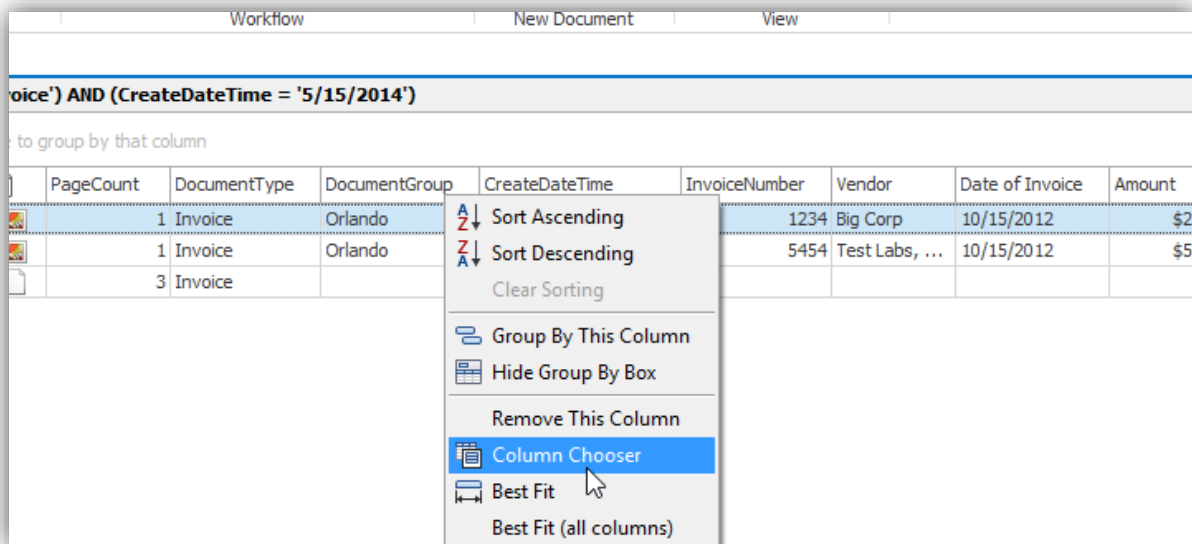 Workflow New Document View
voice') AND (CreateDateTime = '5/15/2014')
e to group by that column
PageCount DocumentType DocumentGroup CreateDateTime InvoiceNumber Vendor Date of Invoice Amount
1 Invoice Orlando 1234 Big Corp 10/15/2012 $2
1 Invoice Orlando 5454 Test Labs, ... 10/15/2012 $5
3 Invoice
Sort Ascending
Sort Descending
Clear Sorting
Group By This Column
Hide Group By Box
Remove This Column
Column Chooser
Best Fit
Best Fit (all columns)